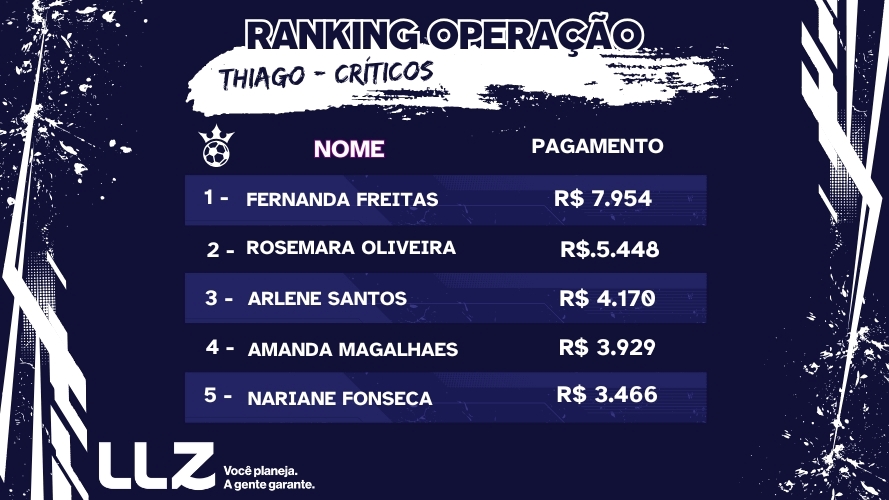 RANKING OPERAÇÃO
THIAGO - CRÍTICOS
NOME PAGAMENTO
1 - FERNANDA FREITAS R$ 7.954
2 - ROSEMARA OLIVEIRA R$.5.448
3 - ARLENE SANTOS R$ 4.170
4 - AMANDA MAGALHAES R$ 3.929
5 - NARIANE FONSECA R$ 3.466
LLZ
Você planeja.
A gente garante.